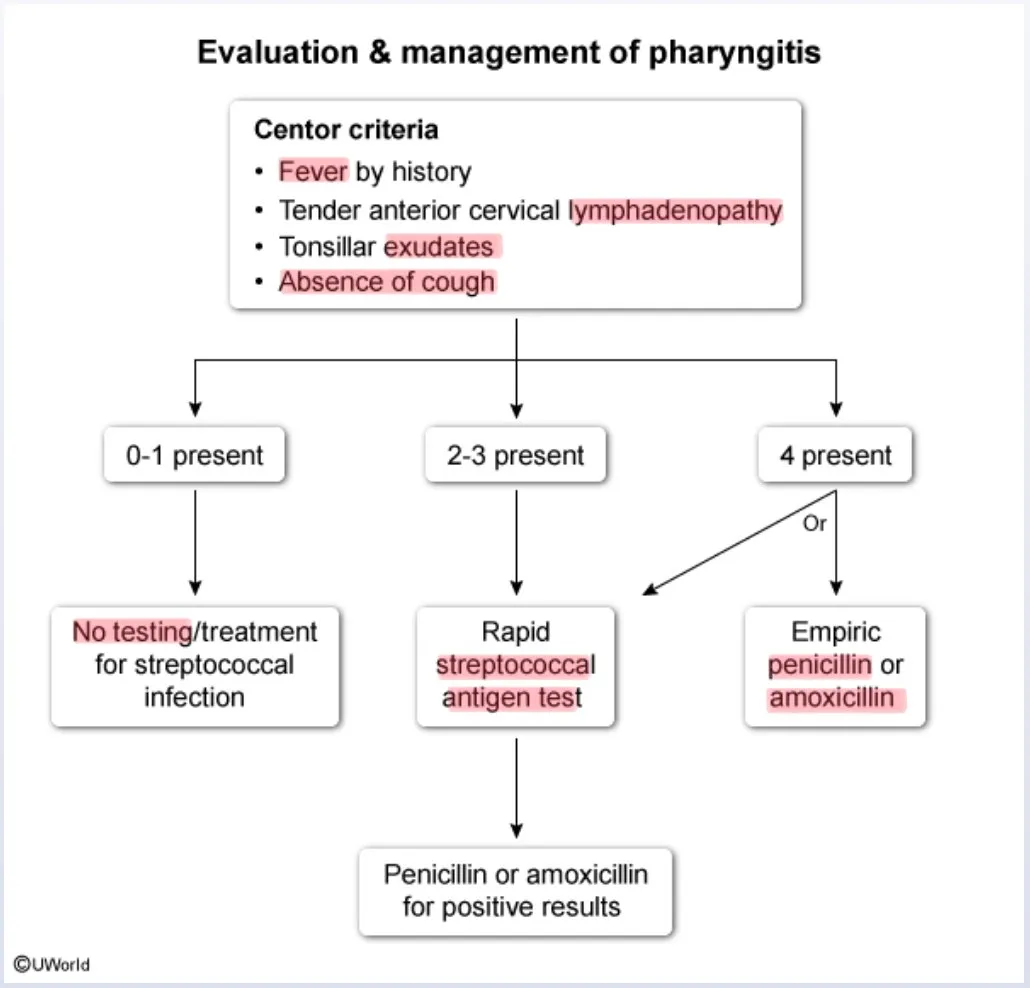 Evaluation & management of pharyngitis
Centor criteria
• Fever by history
• Tender anterior cervical lymphadenopathy
• Tonsillar exudates
• Absence of cough
0-1 present
2-3 present
4 present
Or
No testing/treatment
for streptococcal
infection
Rapid
streptococcal
antigen test
Empiric
penicillin or
amoxicillin
Penicillin or amoxicillin
for positive results
©UWorld